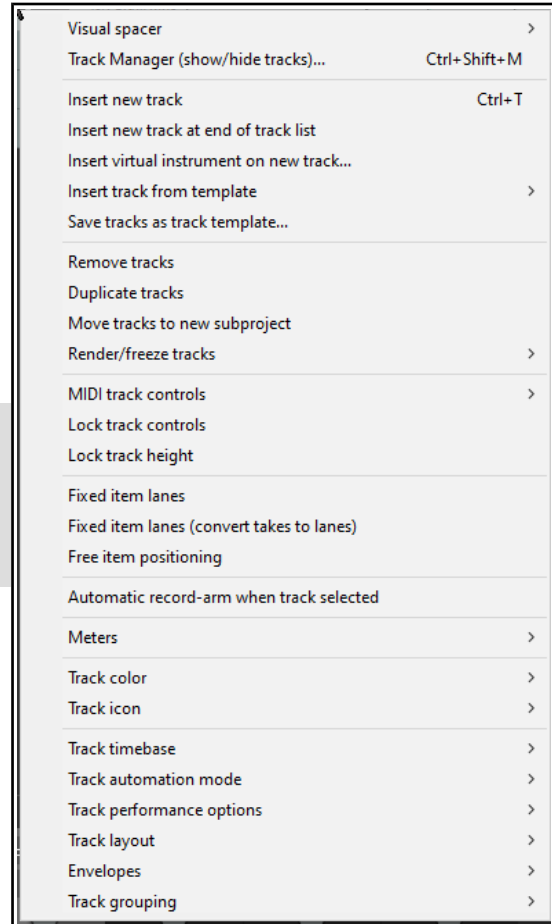 Visual spacer
Track Manager (show/hide tracks)... Ctrl+Shift+M
Insert new track Ctrl+T
Insert new track at end of track list
Insert virtual instrument on new track...
Insert track from template
Save tracks as track template...
Remove tracks
Duplicate tracks
Move tracks to new subproject
Render/freeze tracks
MIDI track controls
Lock track controls
Lock track height
Fixed item lanes
Fixed item lanes (convert takes to lanes)
Free item positioning
Automatic record-arm when track selected
Meters
Track color
Track icon
Track timebase
Track automation mode
Track performance options
Track layout
Envelopes
Track grouping